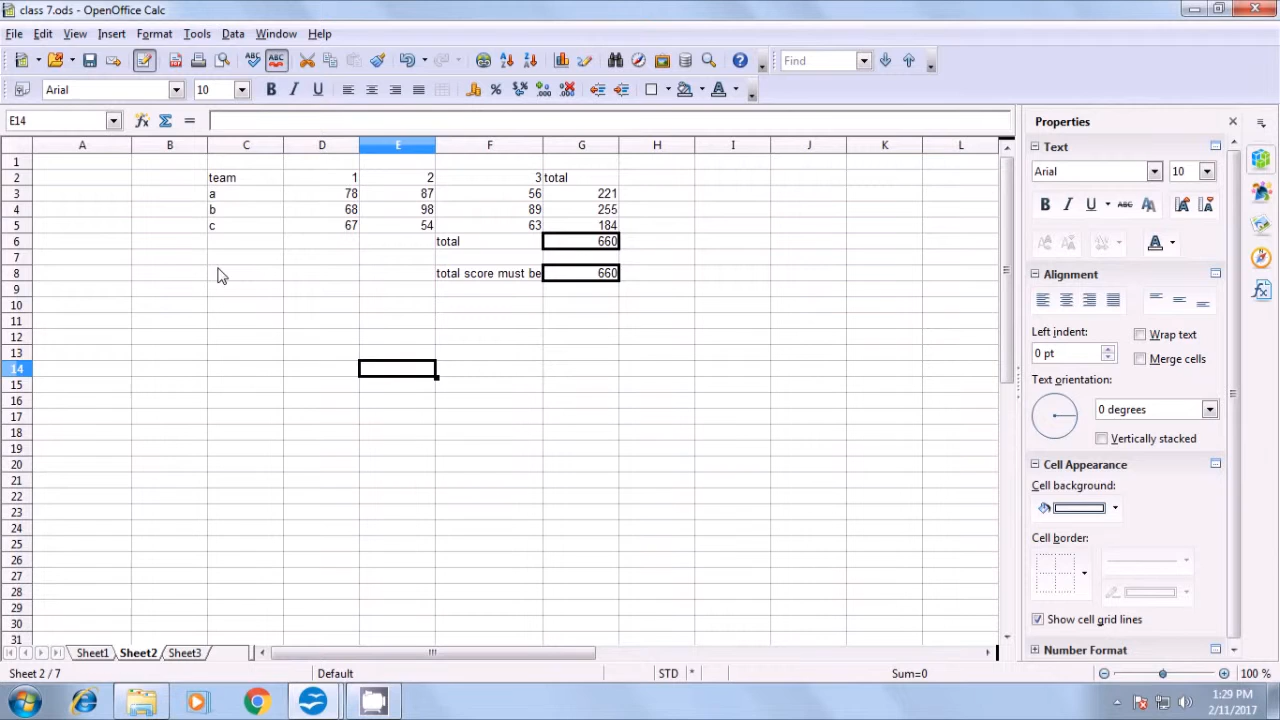 class 7.ods - OpenOffice Calc
File Edit View Insert Format Tools Data Window Help
Find
Arial 10
E14
A B C D E F G H I J K L
1
2 team 1 2 3 total
3 a 78 87 56 221
4 b 68 98 89 255
5 c 67 54 63 184
6 total 660
7
8 total score must be 660
9
10
11
12
13
14
15
16
17
18
19
20
21
22
23
24
25
26
27
28
29
30
31
Sheet1 Sheet2 Sheet3
Sheet 2 / 7 Default STD * Sum=0 100 %
Properties
Text
Arial 10
Alignment
Left indent: Wrap text
0 pt Merge cells
Text orientation:
0 degrees
Vertically stacked
Cell Appearance
Cell background:
Cell border:
Show cell grid lines
Number Format
1:29 PM
2/11/2017